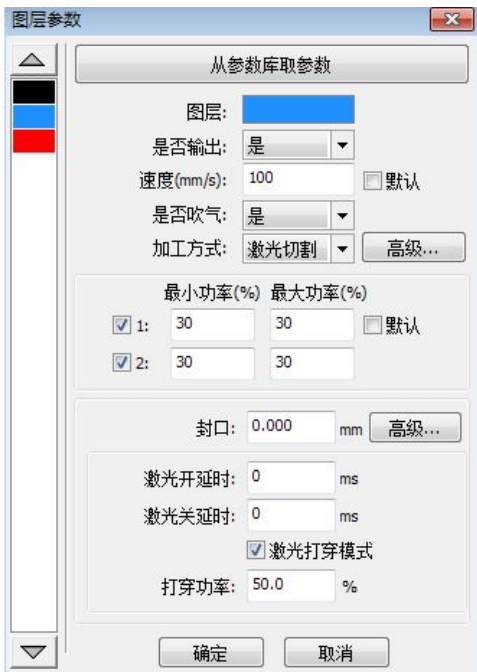 图层参数
从参数库取参数
图层:
是否输出: 是
速度(mm/s): 100 默认
是否吹气: 是
加工方式: 激光切割 高级...
最小功率(%) 最大功率(%)
1: 30 30 默认
2: 30 30
封口: 0.000 mm 高级...
激光开延时: 0 ms
激光关延时: 0 ms
激光打穿模式
打穿功率: 50.0 %
确定 取消